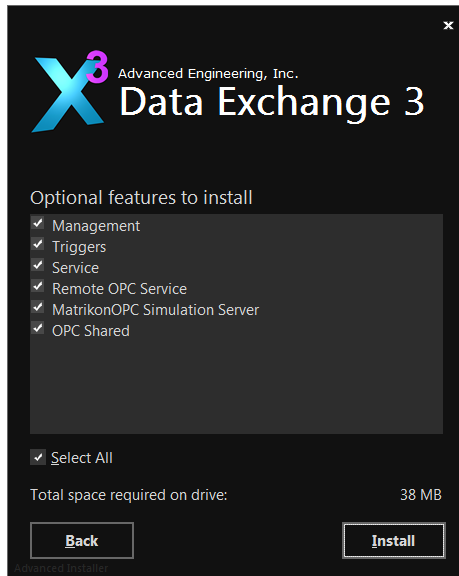 X3
Advanced Engineering, Inc.
Data Exchange 3
Optional features to install
Management
Triggers
Service
Remote OPC Service
MatrikonOPC Simulation Server
OPC Shared
Select All
Total space required on drive: 38 MB
Back Install
Advanced Installer